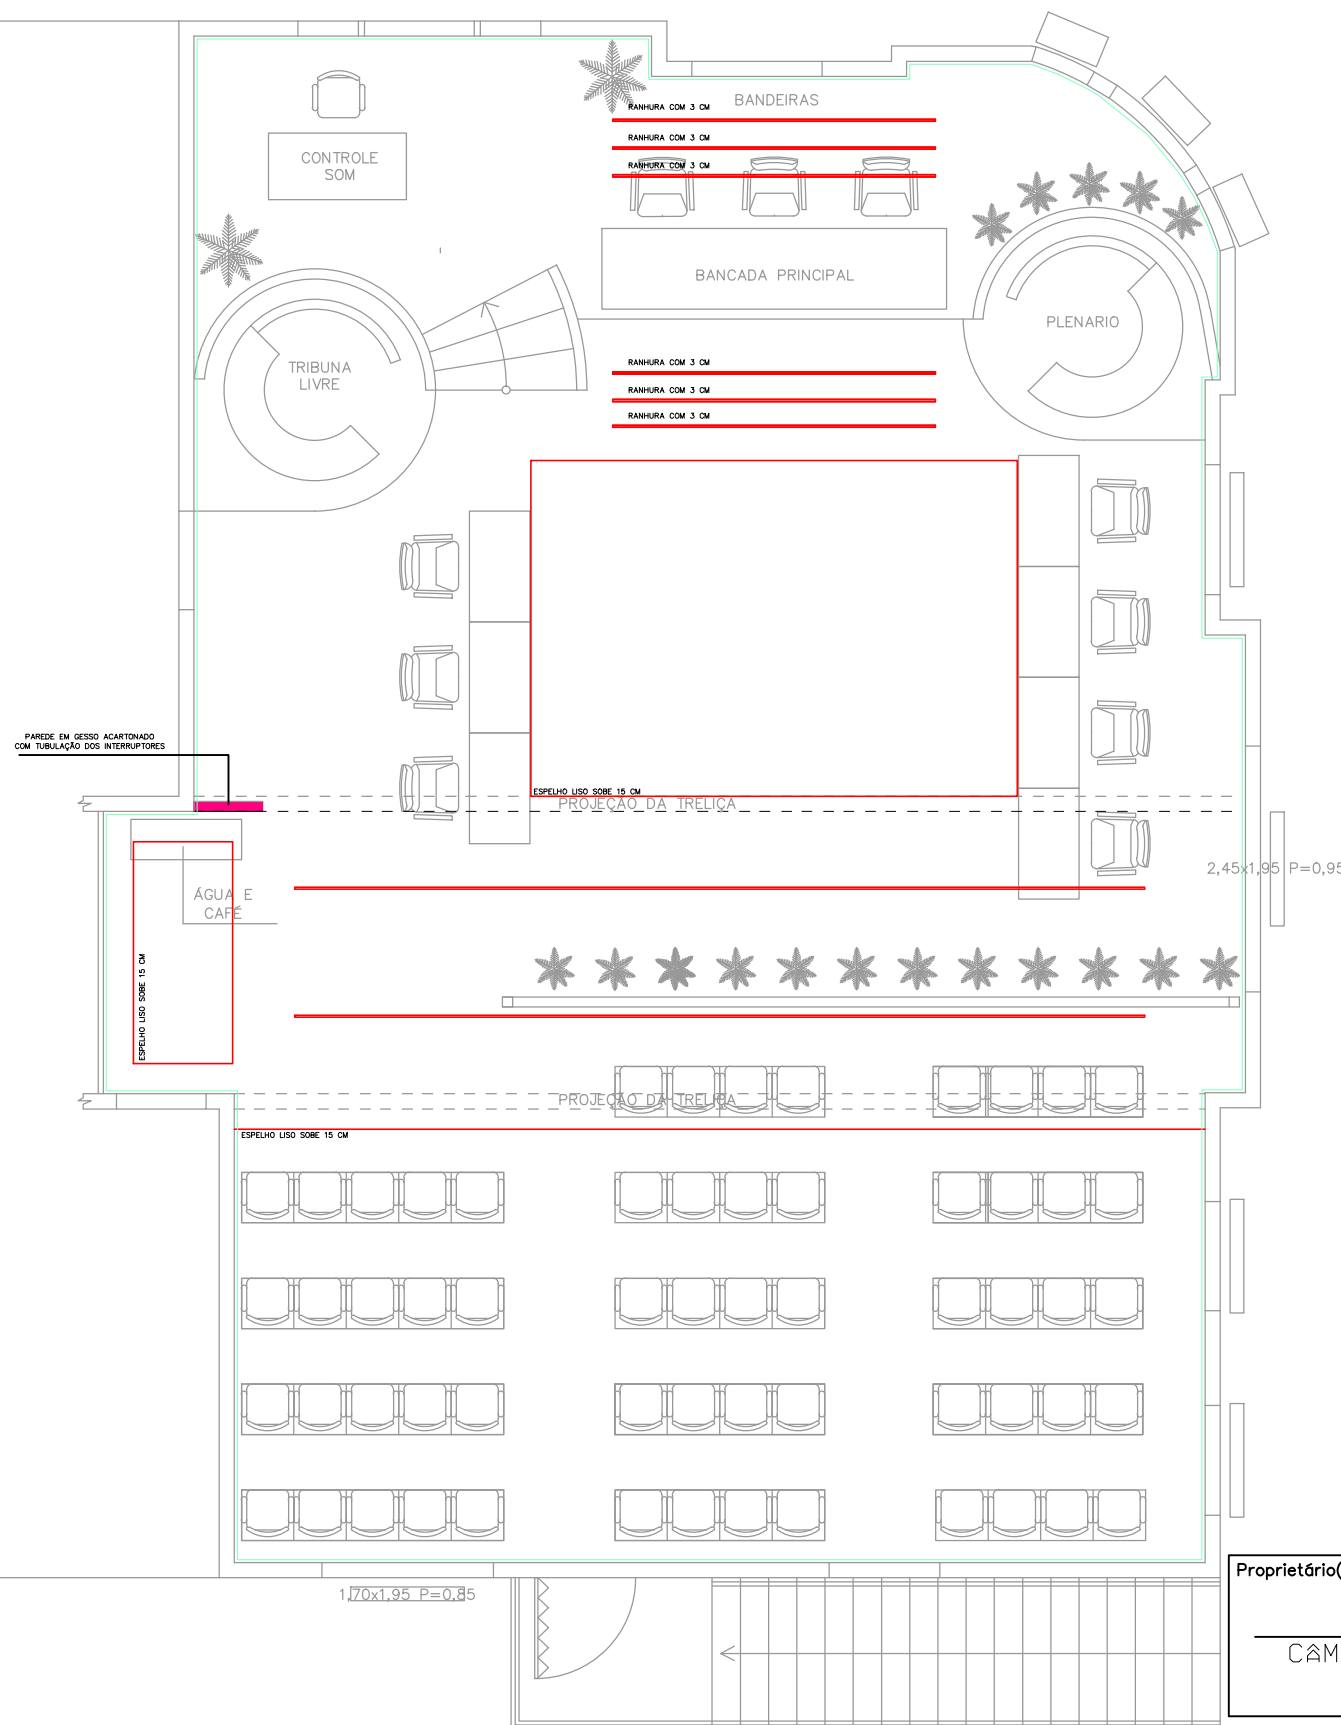 BANDEIRAS
RANHURA COM 3 CM
RANHURA COM 3 CM
RANHURA COM 3 CM
CONTROLE
SOM
BANCADA PRINCIPAL
PLENARIO
TRIBUNA
LIVRE
RANHURA COM 3 CM
RANHURA COM 3 CM
RANHURA COM 3 CM
PAREDE EM GESSO ACARTONADO
COM TUBULAÇÃO DOS INTERRUPTORES
ESPELHO LISO SOBE 15 CM
PROJEÇÃO DA TRELIÇA
2,45x1,95 P=0,95
ÁGUA E
CAFÉ
ESPELHO LISO SOBE 15 CM
PROJEÇÃO DA TRELIÇA
ESPELHO LISO SOBE 15 CM
1,70x1,95 P=0,85
Proprietário(
CÂM